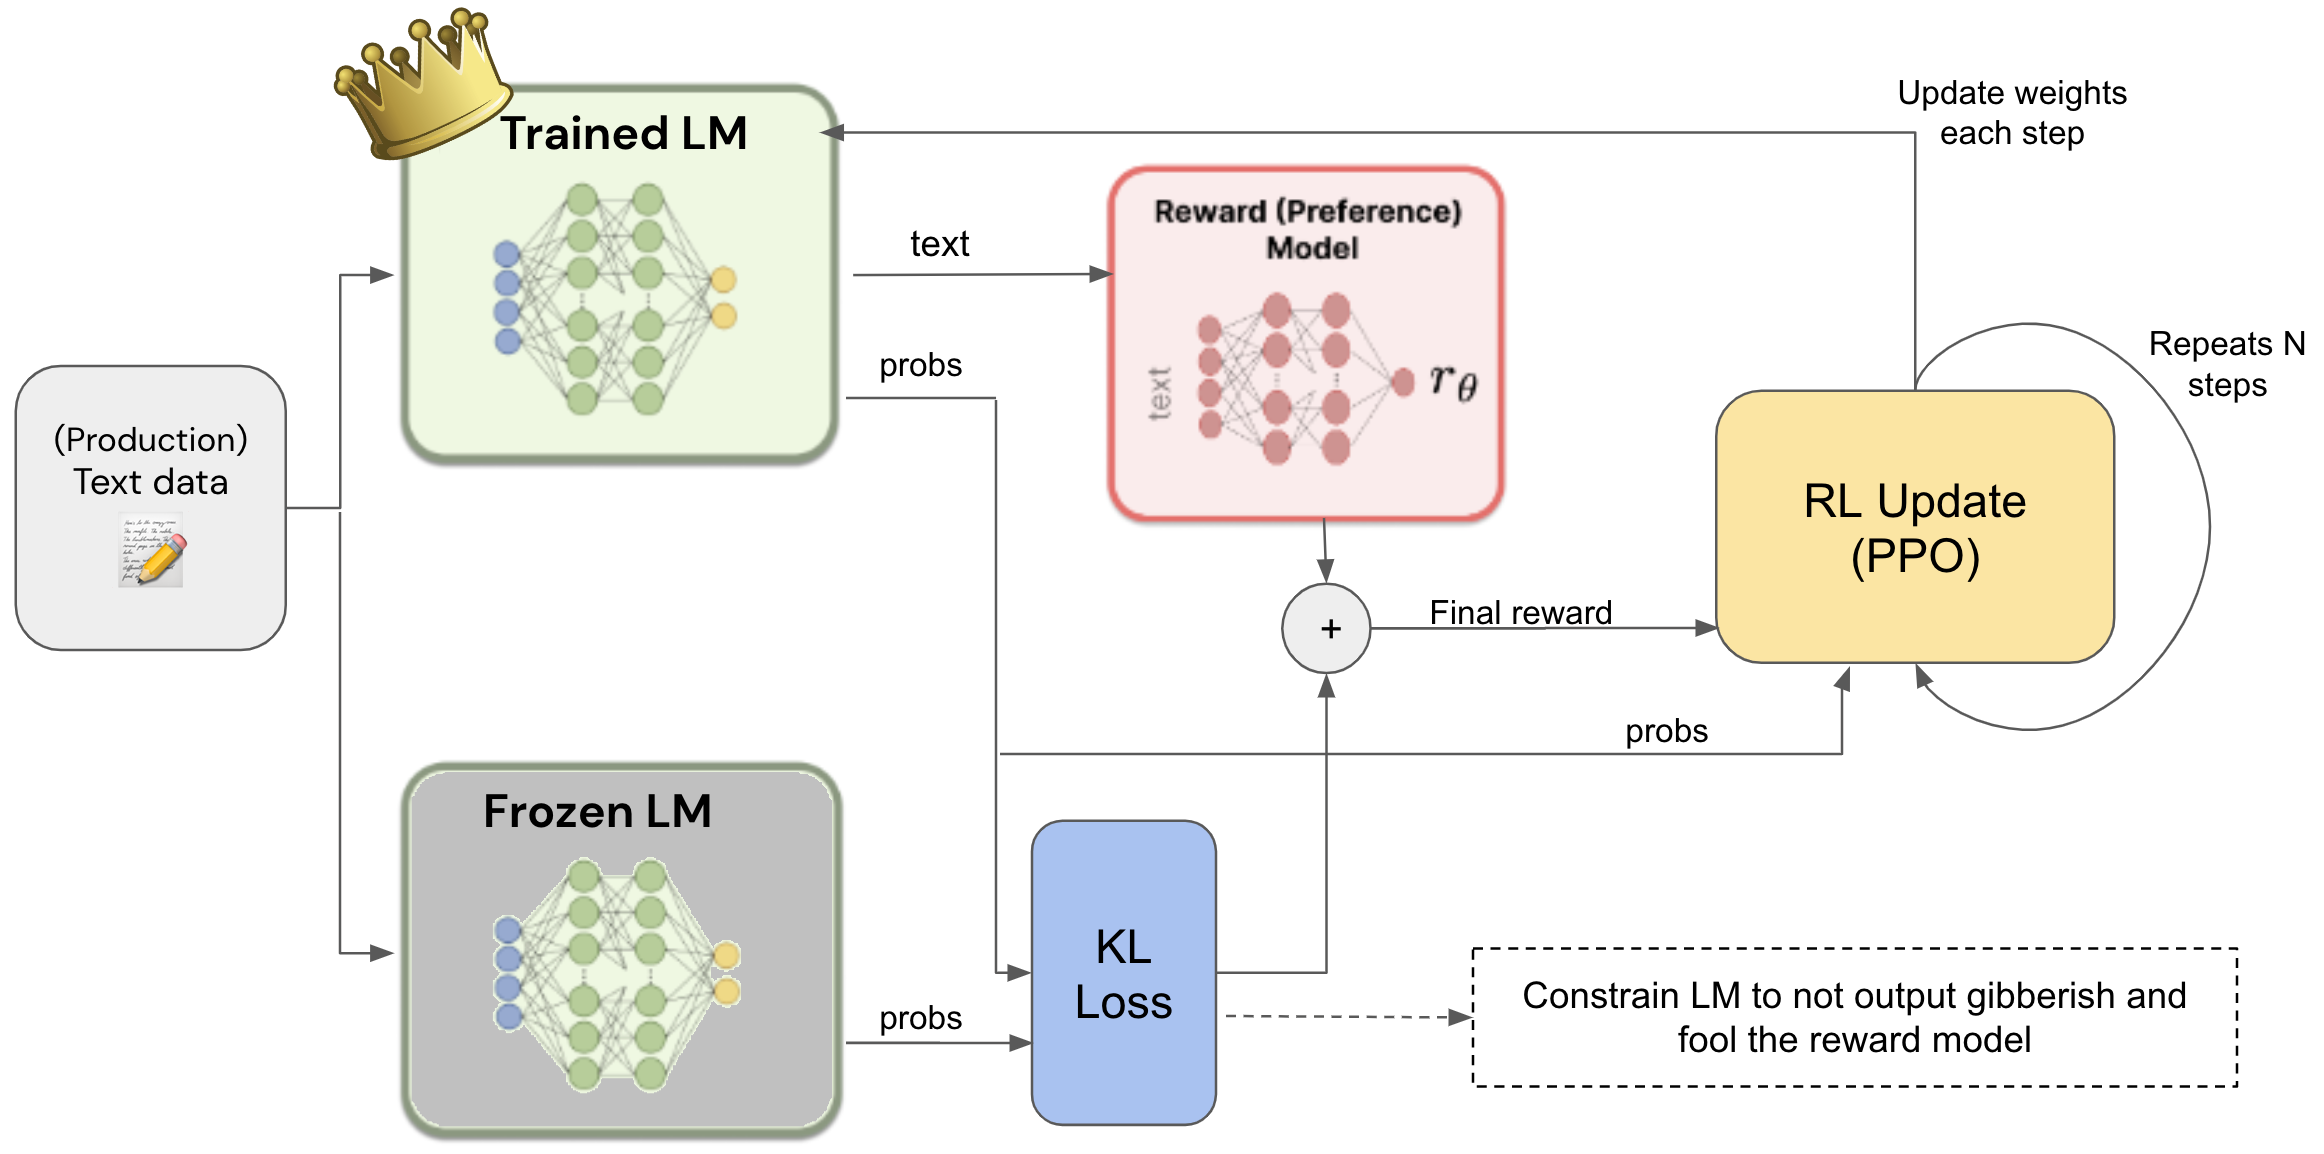 Trained LM
Update weights
each step
Reward (Preference)
Model
text
text
r_θ
probs
Repeats N
steps
(Production)
Text data
RL Update
(PPO)
+
Final reward
probs
Frozen LM
KL
Loss
probs
Constrain LM to not output gibberish and
fool the reward model